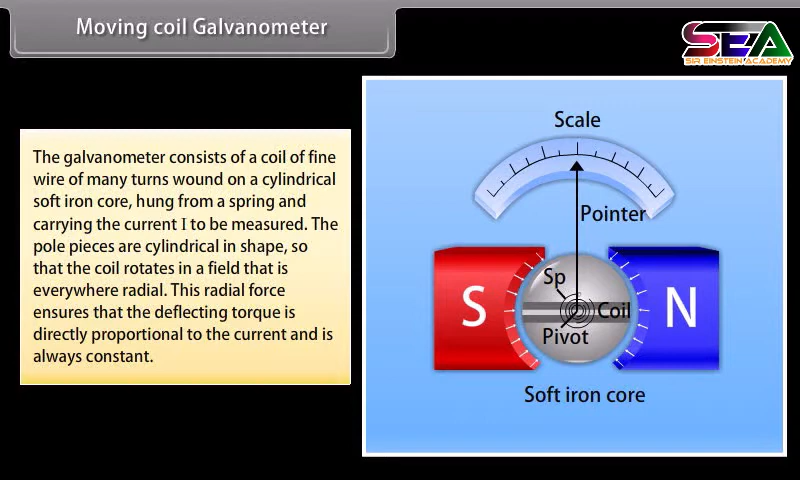 Moving coil Galvanometer
SEA
SIR EINSTEIN ACADEMY
The galvanometer consists of a coil of fine
wire of many turns wound on a cylindrical
soft iron core, hung from a spring and
carrying the current I to be measured. The
pole pieces are cylindrical in shape, so
that the coil rotates in a field that is
everywhere radial. This radial force
ensures that the deflecting torque is
directly proportional to the current and is
always constant.
Scale
Pointer
S
Sp
Coil
N
Pivot
Soft iron core